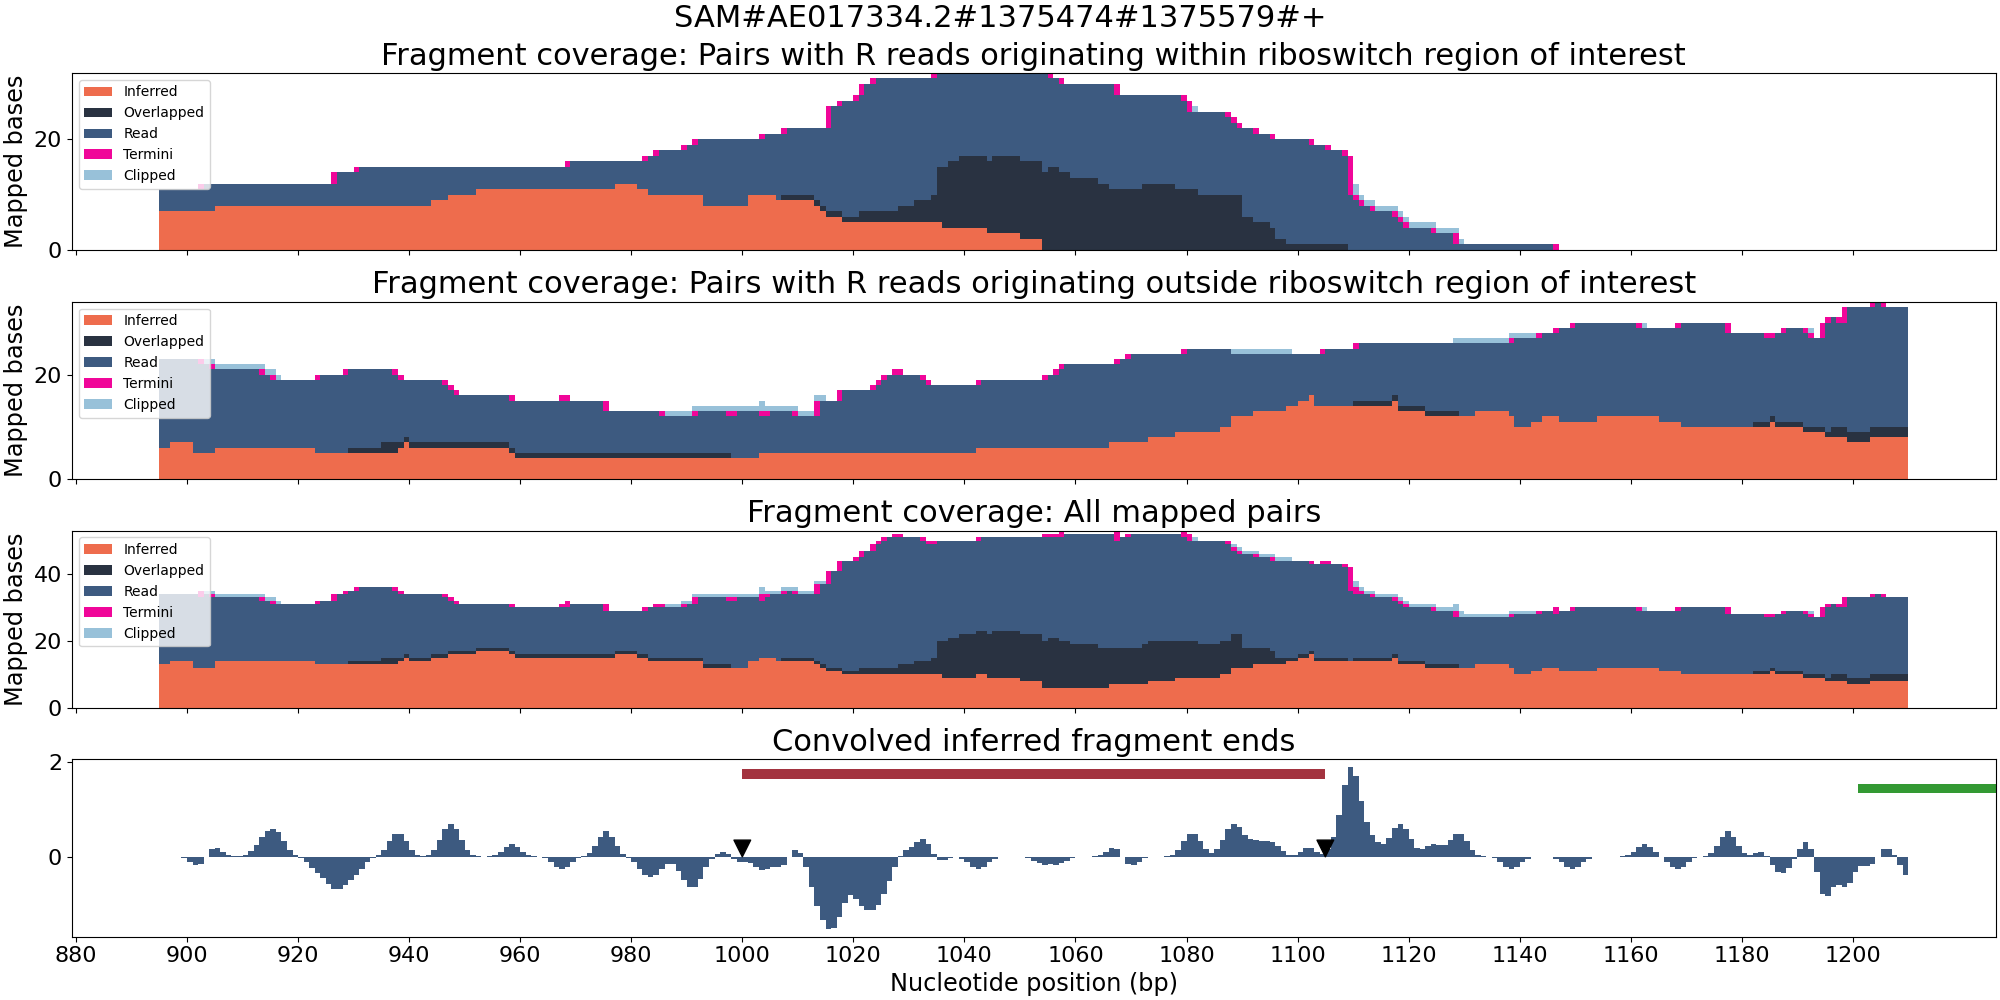 SAM#AE017334.2#1375474#1375579#+
Fragment coverage: Pairs with R reads originating within riboswitch region of interest
Mapped bases
20
0
Inferred
Overlapped
Read
Termini
Clipped
Fragment coverage: Pairs with R reads originating outside riboswitch region of interest
Mapped bases
20
0
Inferred
Overlapped
Read
Termini
Clipped
Fragment coverage: All mapped pairs
Mapped bases
40
20
0
Inferred
Overlapped
Read
Termini
Clipped
Convolved inferred fragment ends
2
0
880 900 920 940 960 980 1000 1020 1040 1060 1080 1100 1120 1140 1160 1180 1200
Nucleotide position (bp)